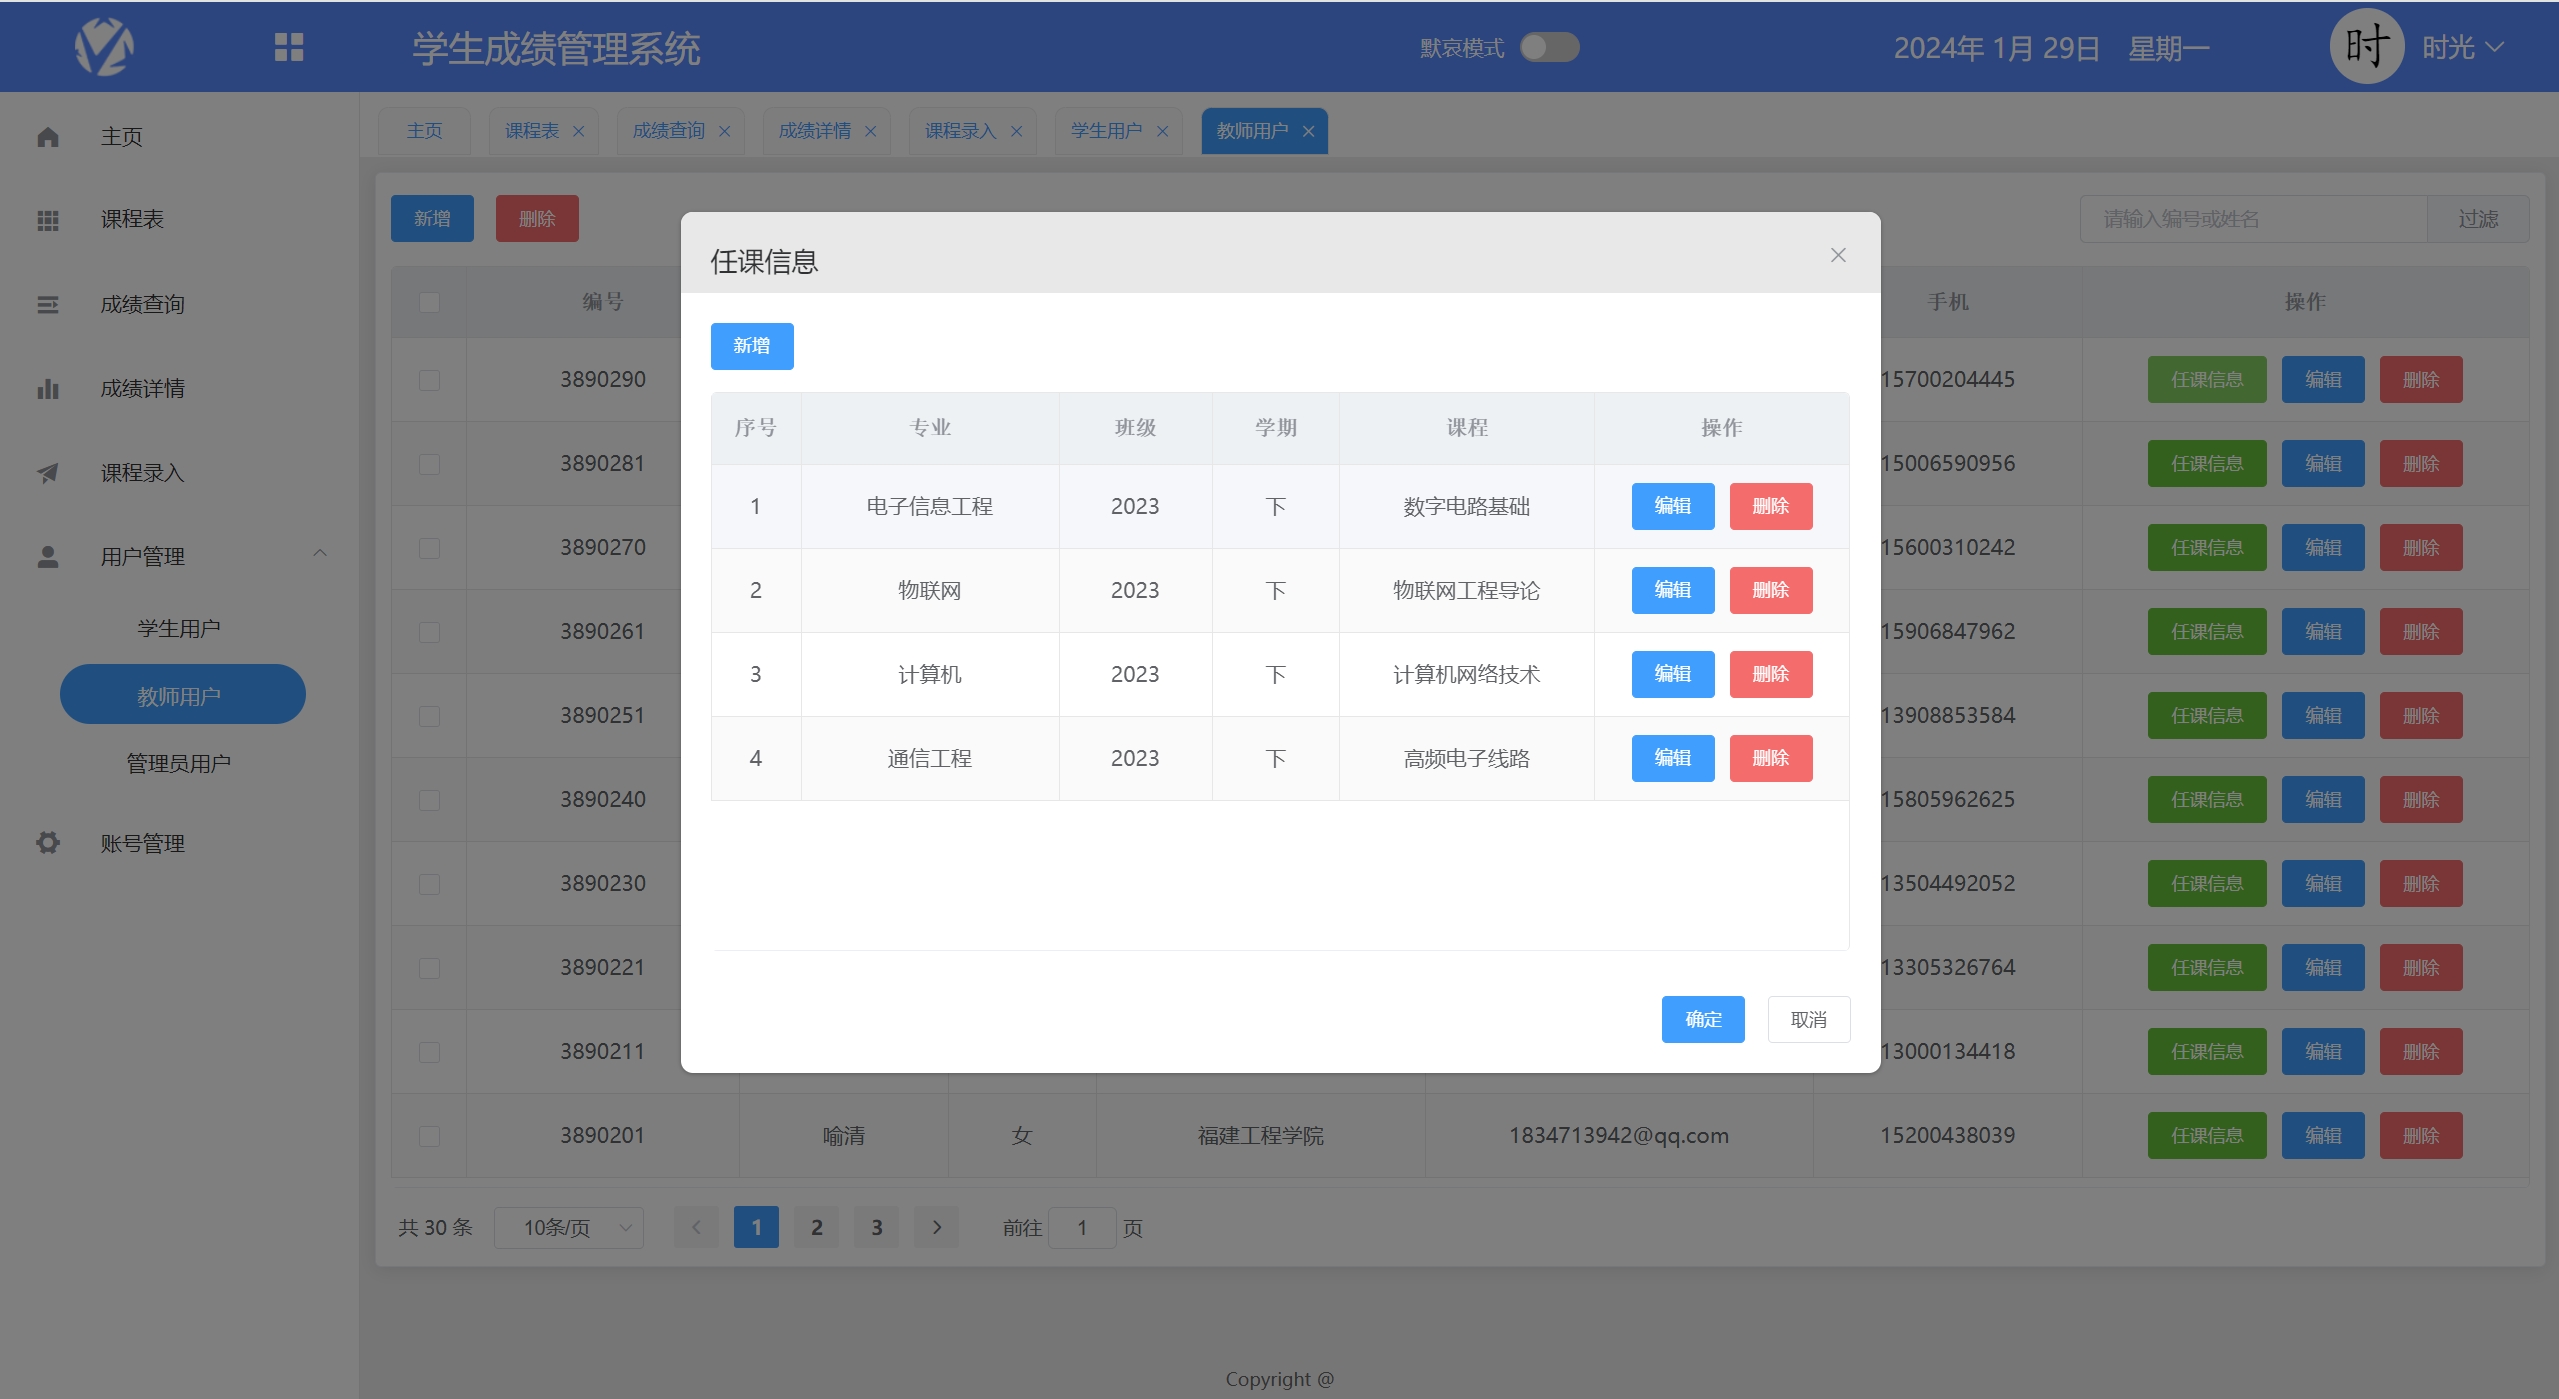 学生成绩管理系统 默哀模式 2024年 1月 29日 星期一 时 时光
主页 课程表 成绩查询 成绩详情 课程录入 学生用户 教师用户
主页
课程表
成绩查询
成绩详情
课程录入
用户管理
学生用户
教师用户
管理员用户
账号管理
新增 删除 请输入编号或姓名 过滤
编号 手机 操作
3890290 15700204445 任课信息 编辑 删除
3890281 15006590956 任课信息 编辑 删除
3890270 15600310242 任课信息 编辑 删除
3890261 15906847962 任课信息 编辑 删除
3890251 13908853584 任课信息 编辑 删除
3890240 15805962625 任课信息 编辑 删除
3890230 13504492052 任课信息 编辑 删除
3890221 13305326764 任课信息 编辑 删除
3890211 13000134418 任课信息 编辑 删除
3890201 喻清 女 福建工程学院 1834713942@qq.com 15200438039 任课信息 编辑 删除
任课信息
新增
序号 专业 班级 学期 课程 操作
1 电子信息工程 2023 下 数字电路基础 编辑 删除
2 物联网 2023 下 物联网工程导论 编辑 删除
3 计算机 2023 下 计算机网络技术 编辑 删除
4 通信工程 2023 下 高频电子线路 编辑 删除
确定 取消
共 30 条 10条/页 1 2 3 前往 1 页
Copyright @